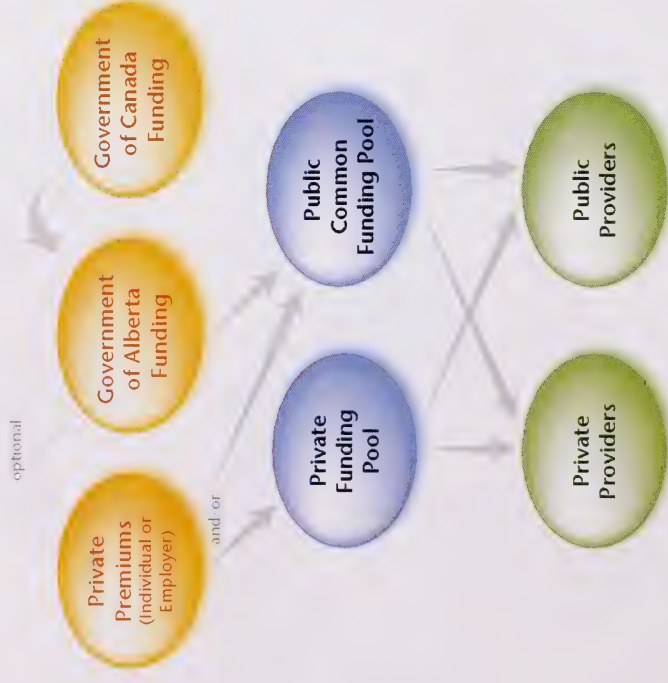 optional
Private
Premiums
(Individual or
Employer)
Government
of Alberta
Funding
Government
of Canada
Funding
and/or
Private
Funding
Pool
Public
Common
Funding Pool
Private
Providers
Public
Providers